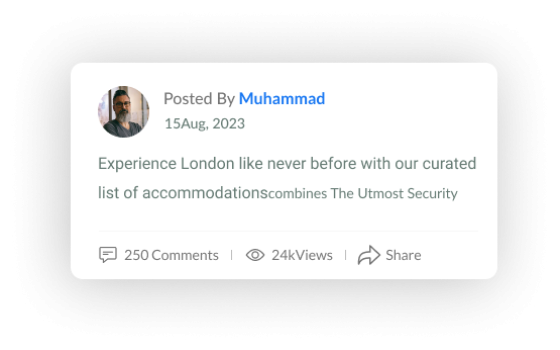 Posted By Muhammad
15Aug, 2023
Experience London like never before with our curated
list of accommodationscombines The Utmost Security
250 Comments 24kViews Share